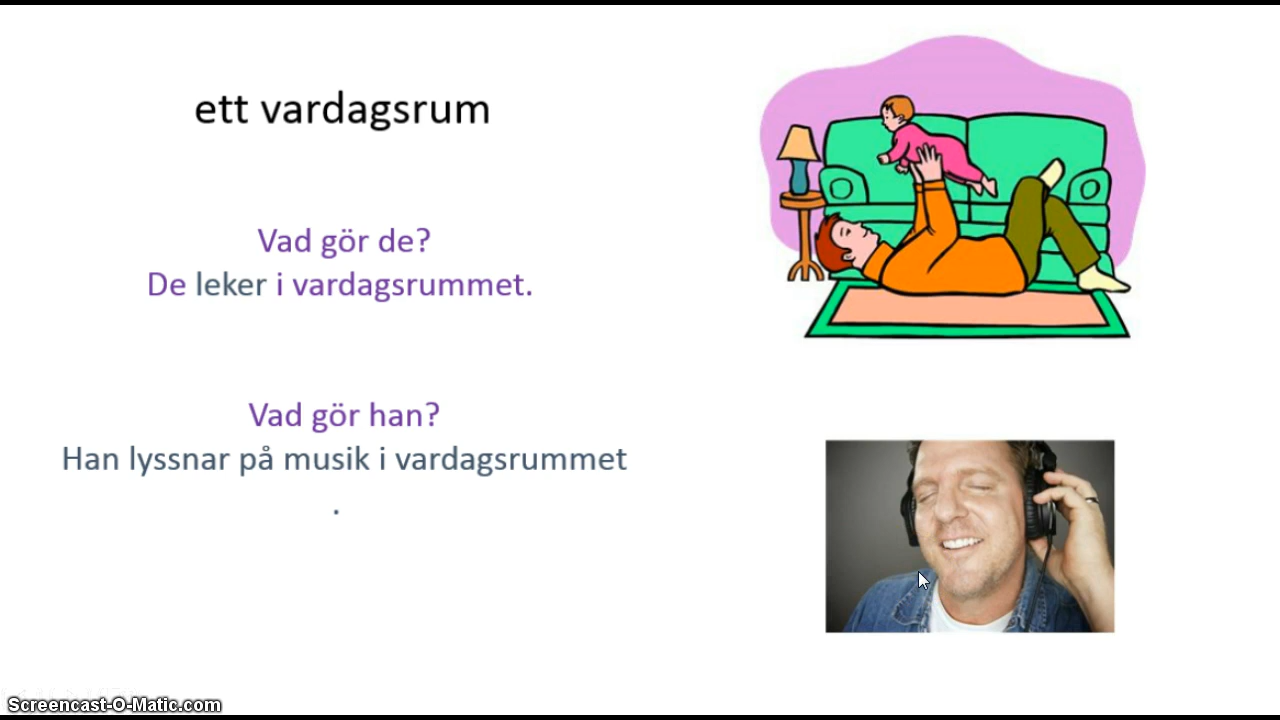 ett vardagsrum
Vad gör de?
De leker i vardagsrummet.
Vad gör han?
Han lyssnar på musik i vardagsrummet
.
Screencast-O-Matic.com